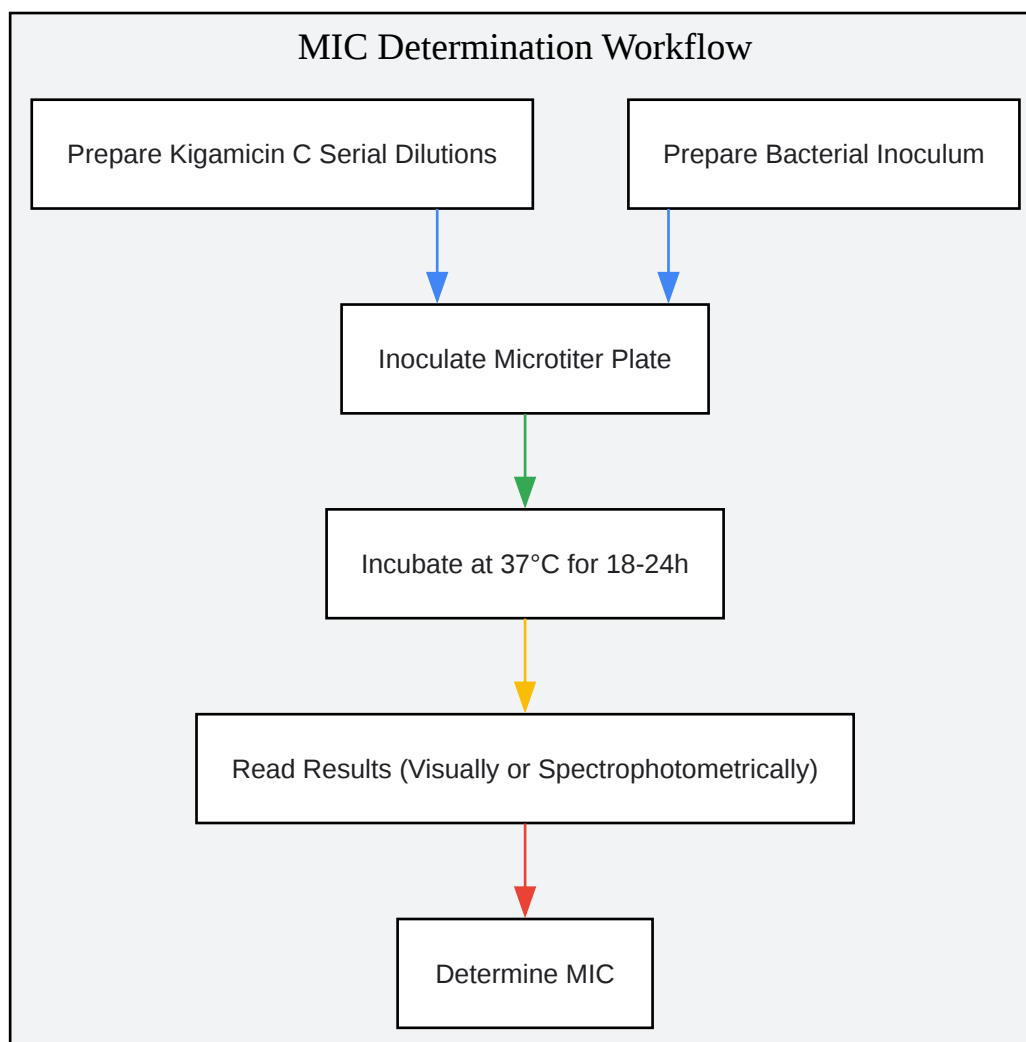 MIC Determination Workflow
Prepare Kigamicin C Serial Dilutions
Prepare Bacterial Inoculum
Inoculate Microtiter Plate
Incubate at 37°C for 18-24h
Read Results (Visually or Spectrophotometrically)
Determine MIC